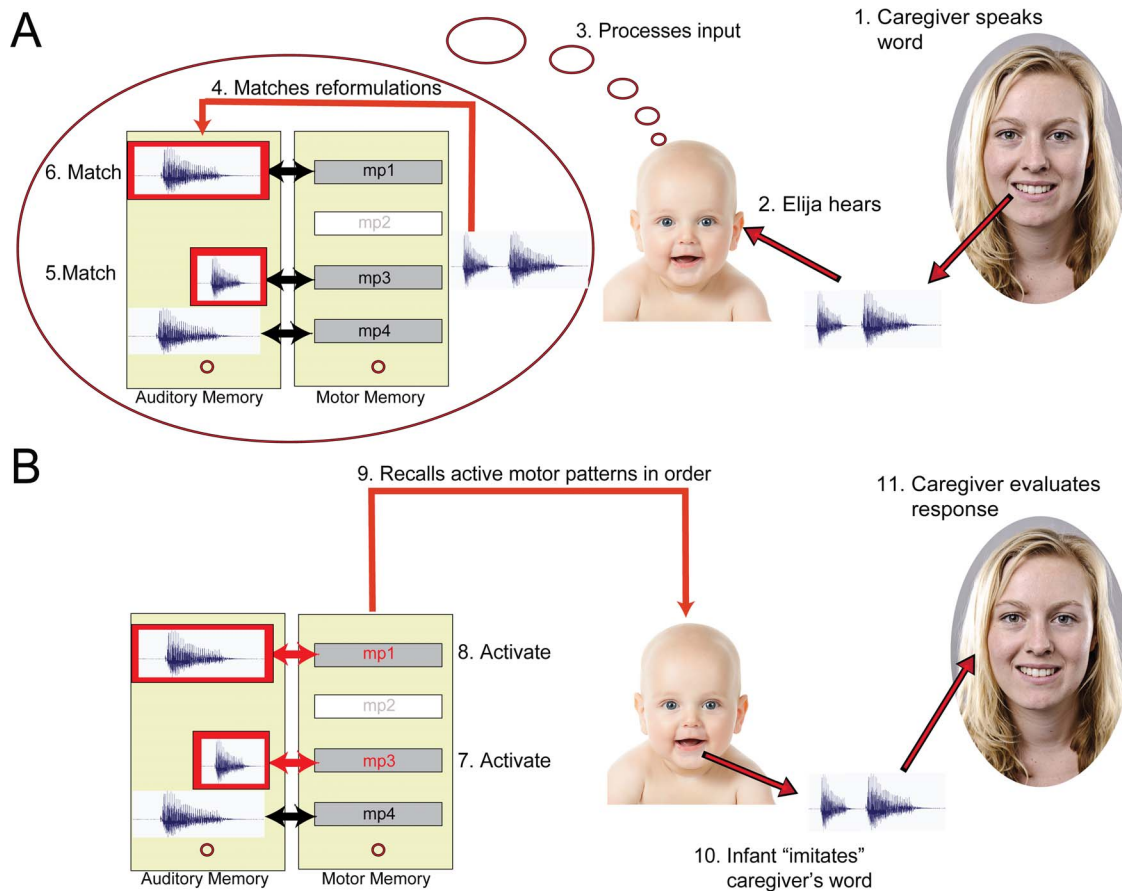 A
1. Caregiver speaks
word
3. Processes input
4. Matches reformulations
2. Elija hears
6. Match
mp1
mp2
5.Match
mp3
mp4
Auditory Memory
Motor Memory
B
9. Recalls active motor patterns in order
11. Caregiver evaluates
response
mp1
8. Activate
mp2
mp3
7. Activate
mp4
Auditory Memory
Motor Memory
10. Infant “imitates”
caregiver’s word